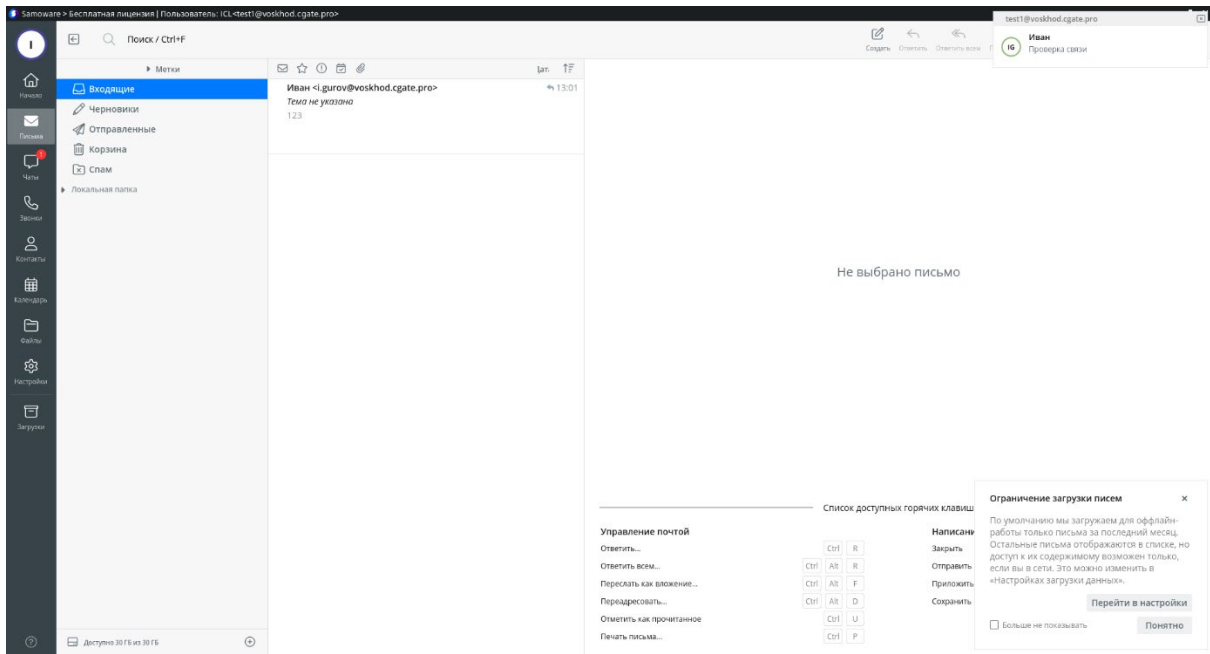 Samoware > Бесплатная лицензия | Пользователь: ICL<test1@voskhod.cgate.pro>
test1@voskhod.cgate.pro
I
Поиск / Ctrl+F
Создать
Ответить
Ответить всем
IG
Иван
Проверка связи
Начало
Письма
1
Чаты
Звонки
Контакты
Календарь
Файлы
Настройки
Загрузки
Метки
Входящие
Черновики
Отправленные
Корзина
Спам
Локальная папка
Доступно 30 ГБ из 30 ГБ
Иван <i.gurov@voskhod.cgate.pro>
13:01
Тема не указана
123
Не выбрано письмо
Список доступных горячих клавиш
Управление почтой
Ответить... Ctrl R
Ответить всем... Ctrl Alt R
Переслать как вложение... Ctrl Alt F
Переадресовать... Ctrl Alt D
Отметить как прочитанное Ctrl U
Печать письма... Ctrl P
Закрыть
Отправить
Приложить
Сохранить
Ограничение загрузки писем
По умолчанию мы загружаем для оффлайн-
работы только письма за последний месяц.
Остальные письма отображаются в списке, но
доступ к их содержимому возможен только,
если вы в сети. Это можно изменить в
«Настройках загрузки данных».
Перейти в настройки
Больше не показывать
Понятно